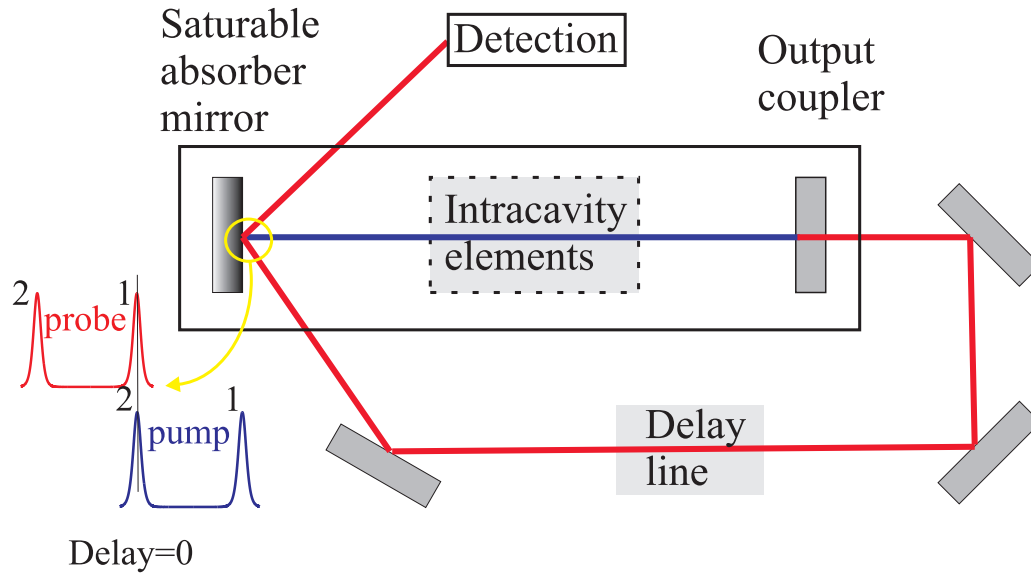 Saturable
absorber
mirror
Detection
Output
coupler
Intracavity
elements
2 1
probe
2 1
pump
Delay
line
Delay=0